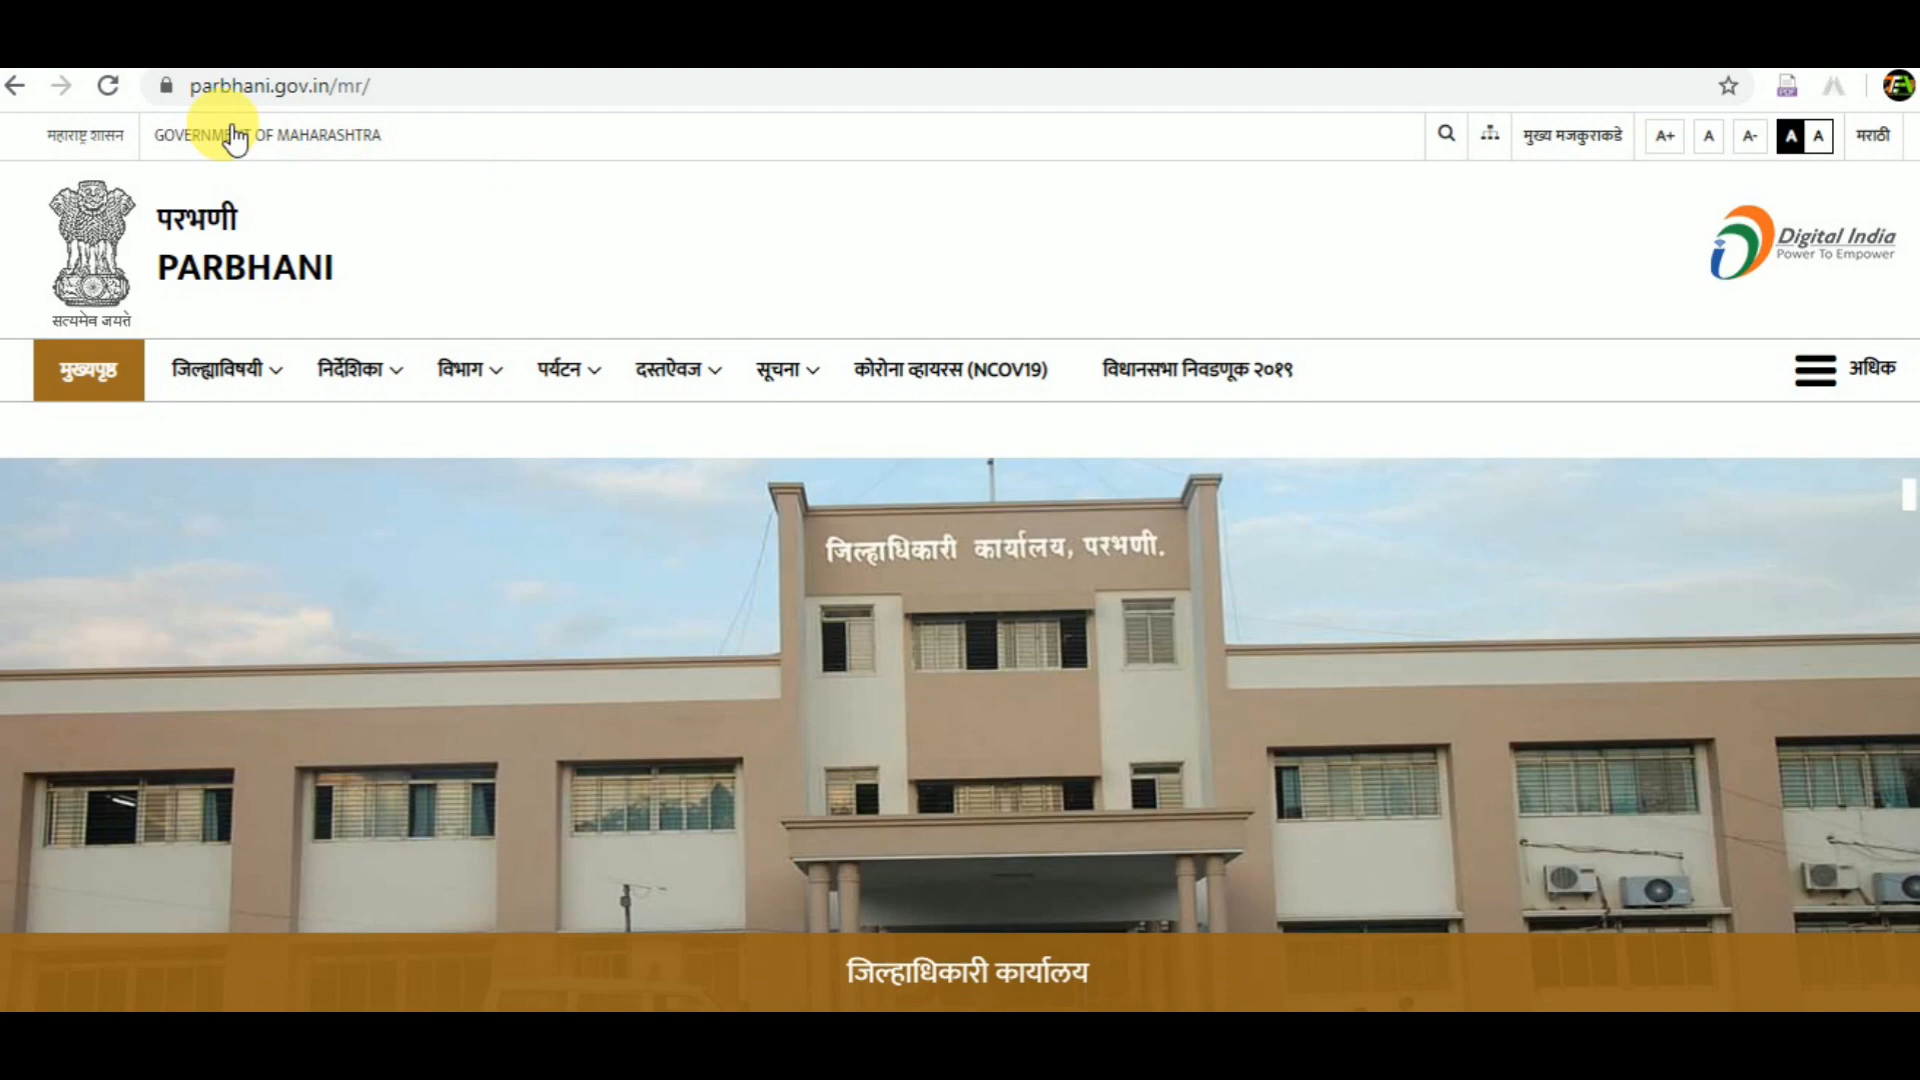 parbhani.gov.in/mr/
महाराष्ट्र शासन GOVERNMENT OF MAHARASHTRA मुख्य मजकुराकडे A+ A A- A A मराठी
परभणी
PARBHANI
सत्यमेव जयते
Digital India
Power To Empower
मुख्यपृष्ठ जिल्ह्याविषयी निर्देशिका विभाग पर्यटन दस्तऐवज सूचना कोरोना व्हायरस (NCOV19) विधानसभा निवडणूक २०१९ अधिक
जिल्हाधिकारी कार्यालय, परभणी.
जिल्हाधिकारी कार्यालय